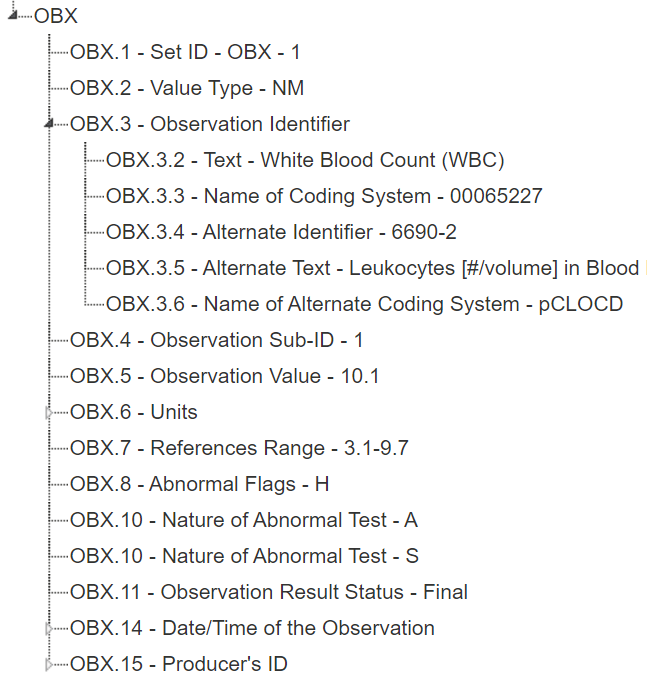 OBX
OBX.1 - Set ID - OBX - 1
OBX.2 - Value Type - NM
OBX.3 - Observation Identifier
OBX.3.2 - Text - White Blood Count (WBC)
OBX.3.3 - Name of Coding System - 00065227
OBX.3.4 - Alternate Identifier - 6690-2
OBX.3.5 - Alternate Text - Leukocytes [#/volume] in Blood
OBX.3.6 - Name of Alternate Coding System - pCLOCD
OBX.4 - Observation Sub-ID - 1
OBX.5 - Observation Value - 10.1
OBX.6 - Units
OBX.7 - References Range - 3.1-9.7
OBX.8 - Abnormal Flags - H
OBX.10 - Nature of Abnormal Test - A
OBX.10 - Nature of Abnormal Test - S
OBX.11 - Observation Result Status - Final
OBX.14 - Date/Time of the Observation
OBX.15 - Producer's ID